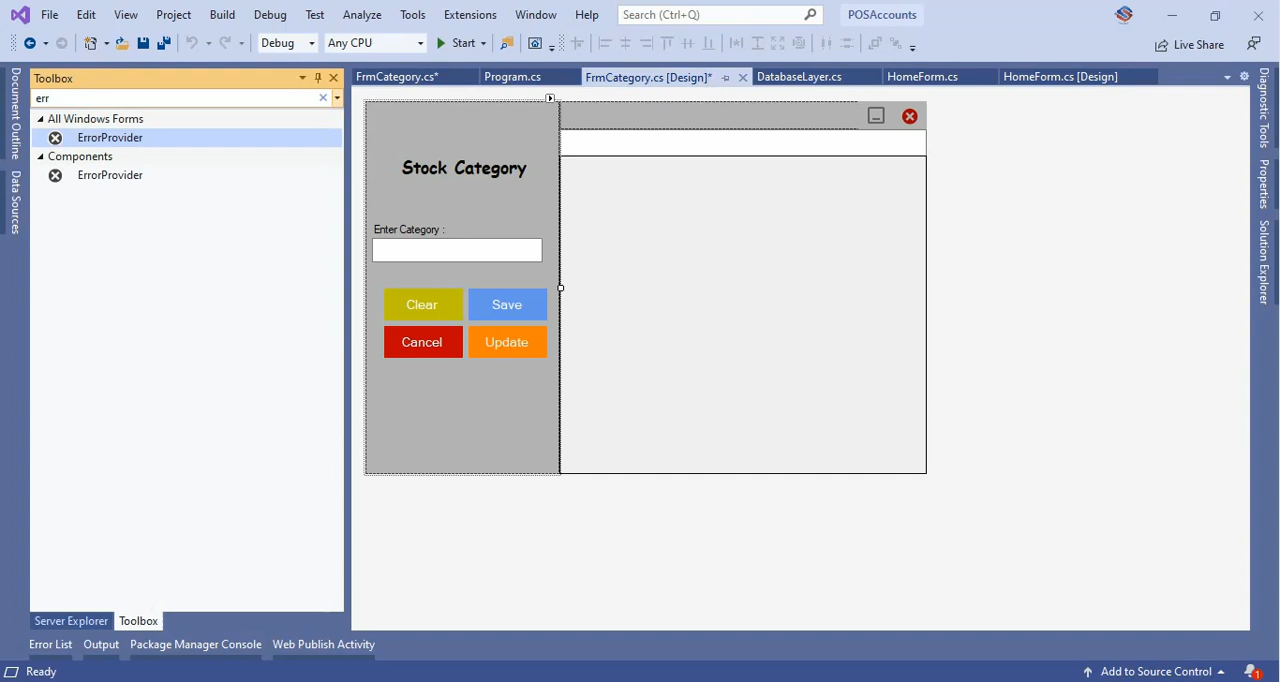 File Edit View Project Build Debug Test Analyze Tools Extensions Window Help Search (Ctrl+Q) POSAccounts
Debug Any CPU Start Live Share
Toolbox FrmCategory.cs* Program.cs FrmCategory.cs [Design]* DatabaseLayer.cs HomeForm.cs HomeForm.cs [Design]
err
All Windows Forms
ErrorProvider
Components
ErrorProvider
Document Outline
Data Sources
Stock Category
Enter Category :
Clear Save
Cancel Update
Diagnostic Tools
Properties
Solution Explorer
Server Explorer Toolbox
Error List Output Package Manager Console Web Publish Activity
Ready Add to Source Control 1